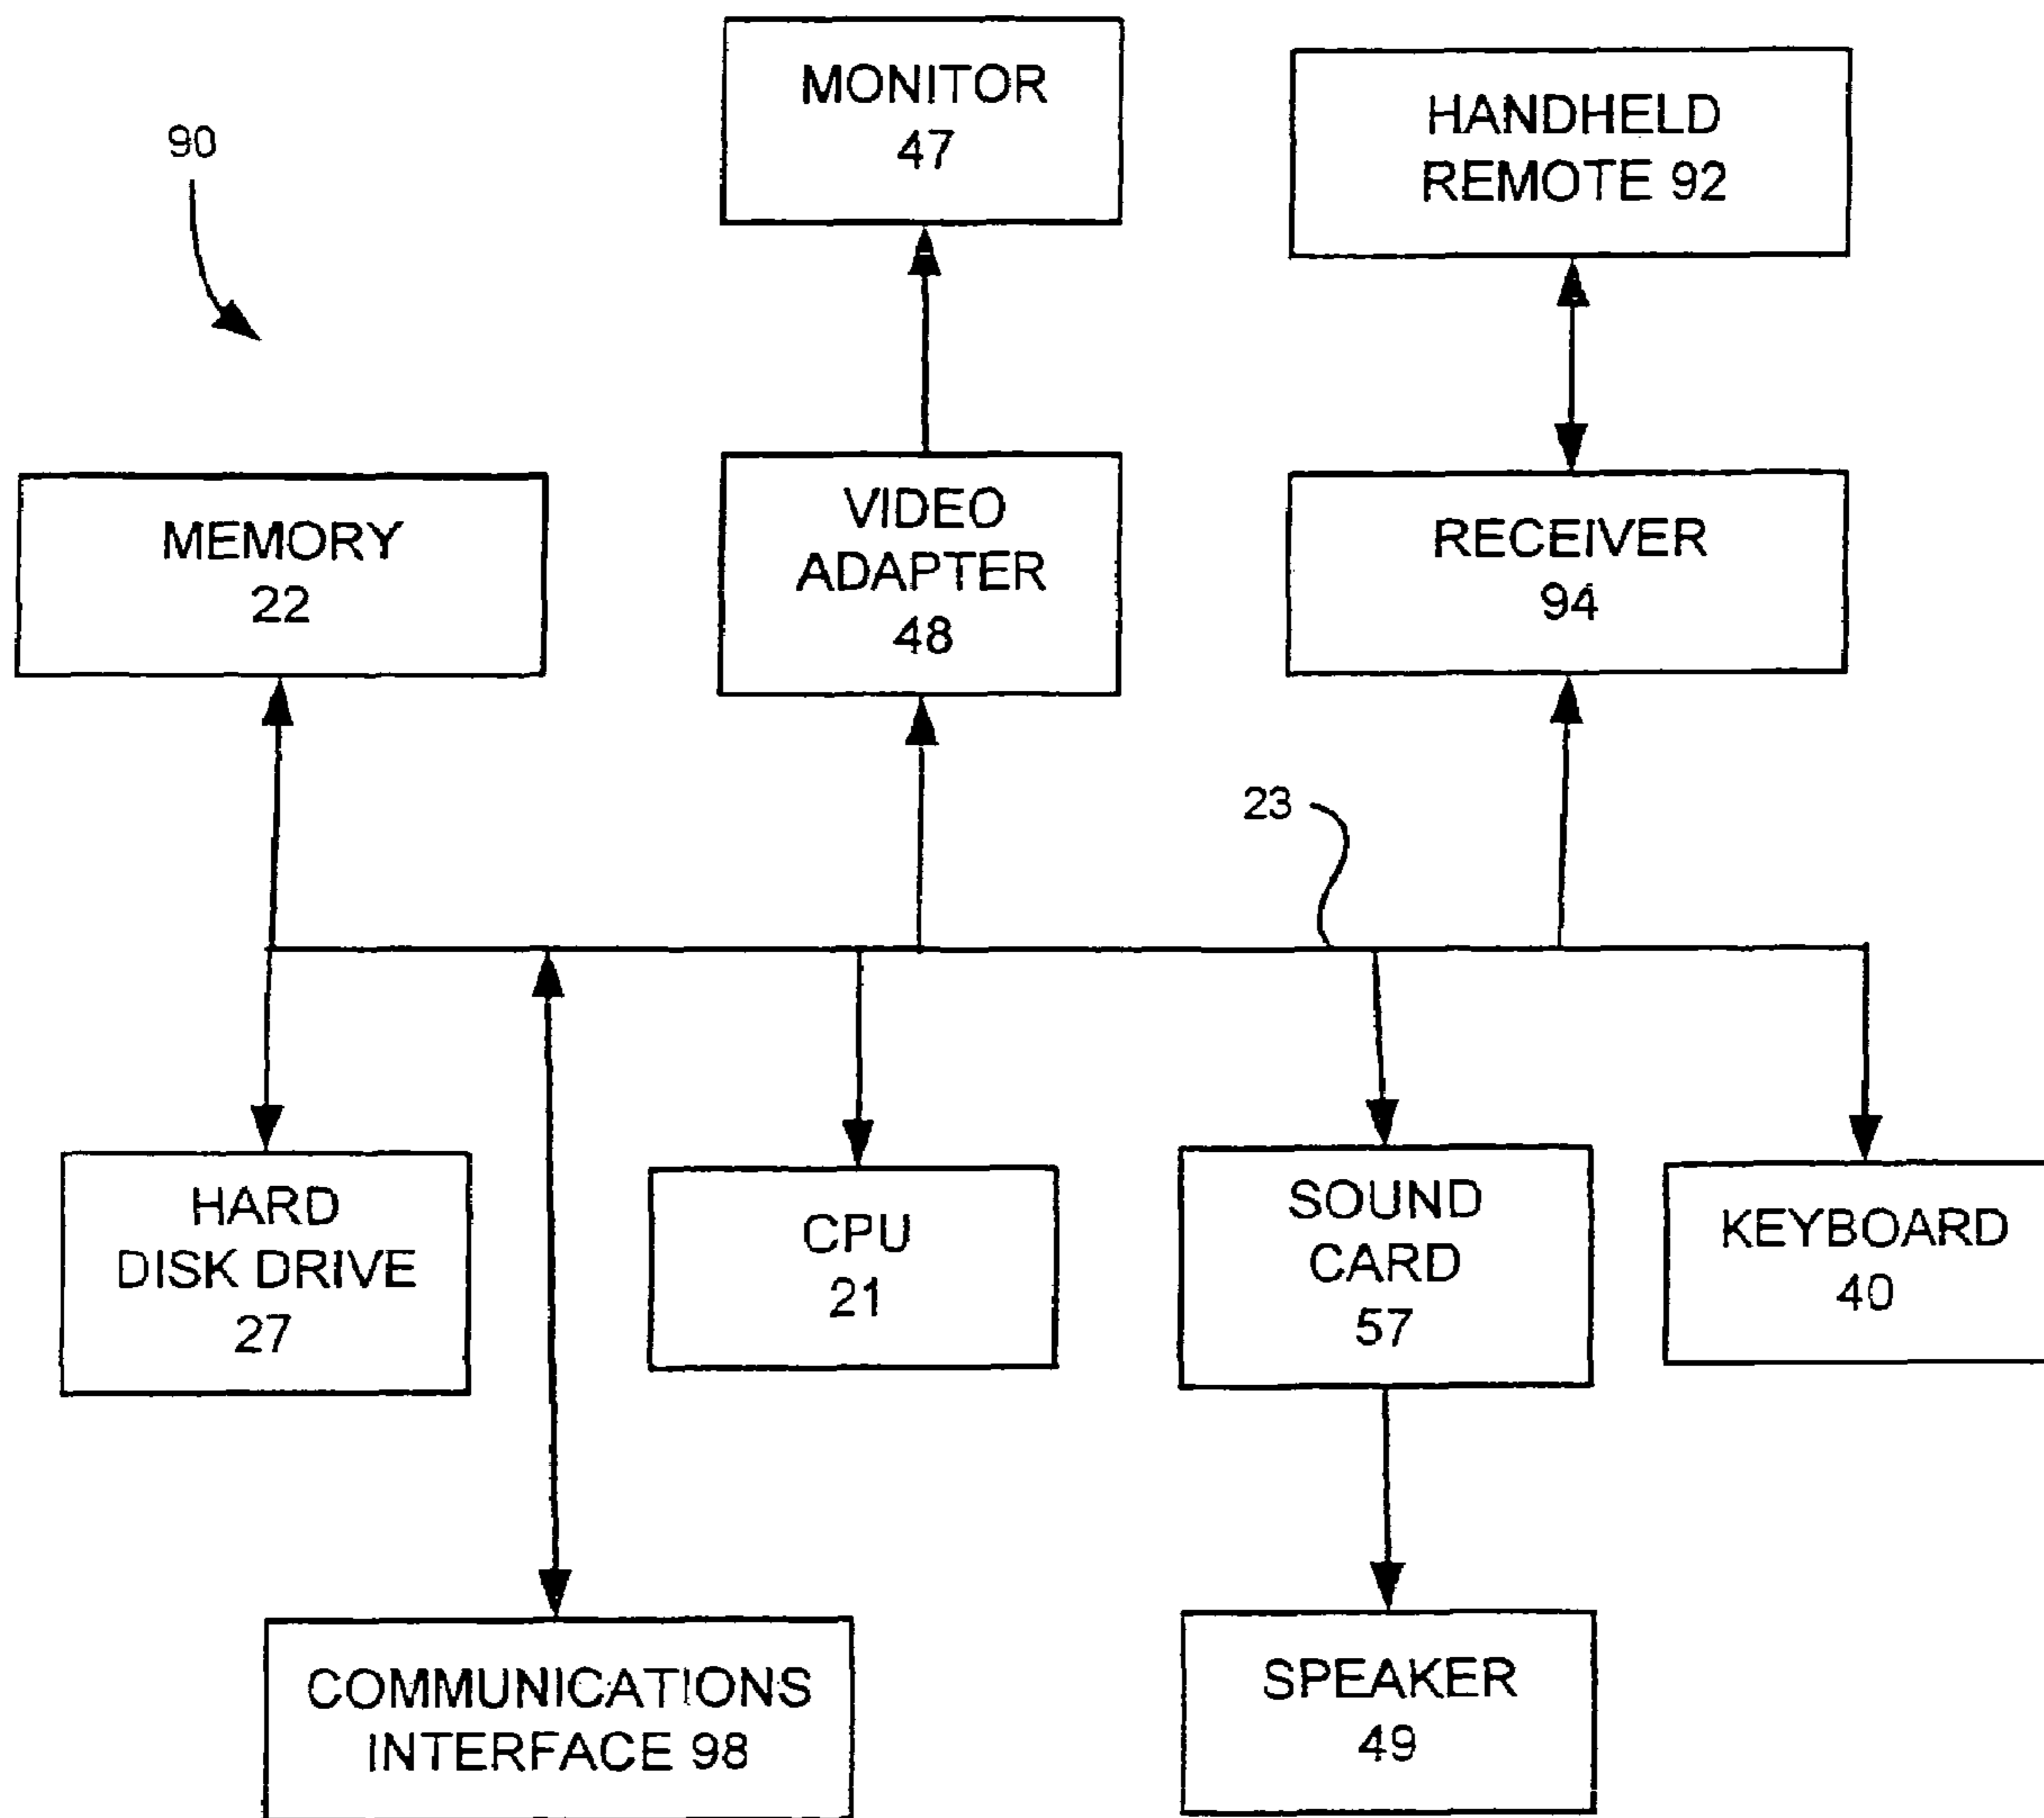 MONITOR
47
HANDHELD
REMOTE 92
90
MEMORY
22
VIDEO
ADAPTER
48
RECEIVER
94
23
HARD
DISK DRIVE
27
CPU
21
SOUND
CARD
57
KEYBOARD
40
COMMUNICATIONS
INTERFACE 98
SPEAKER
49